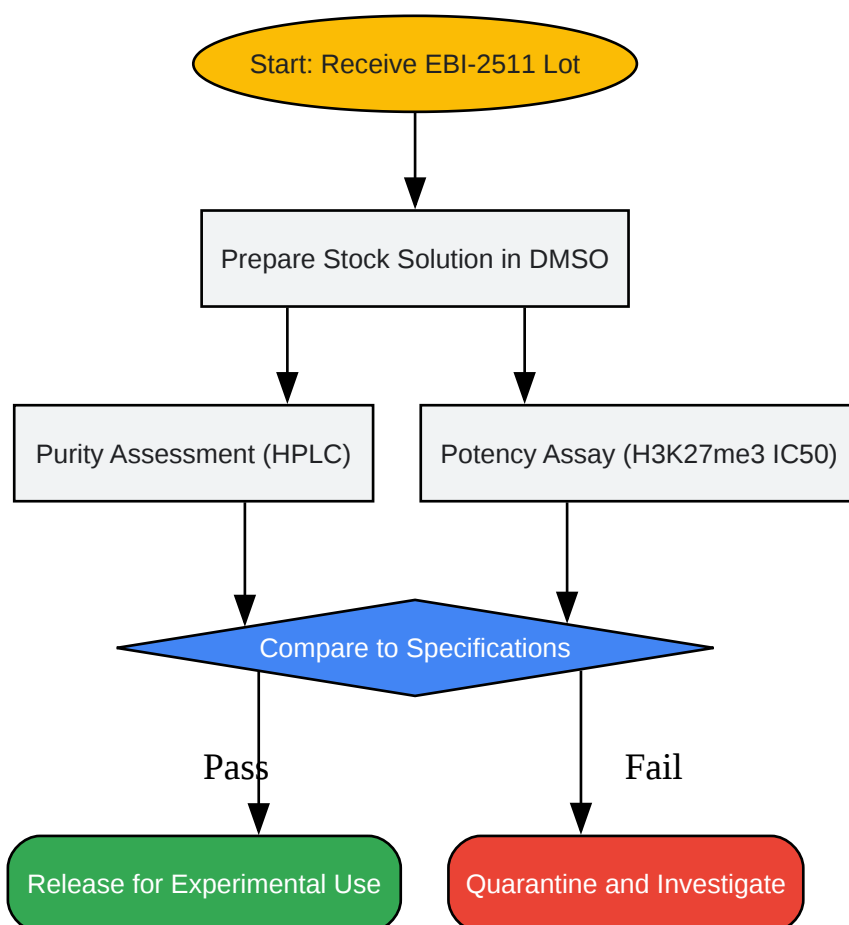 Start: Receive EBI-2511 Lot
Prepare Stock Solution in DMSO
Purity Assessment (HPLC)
Potency Assay (H3K27me3 IC50)
Compare to Specifications
Pass
Fail
Release for Experimental Use
Quarantine and Investigate